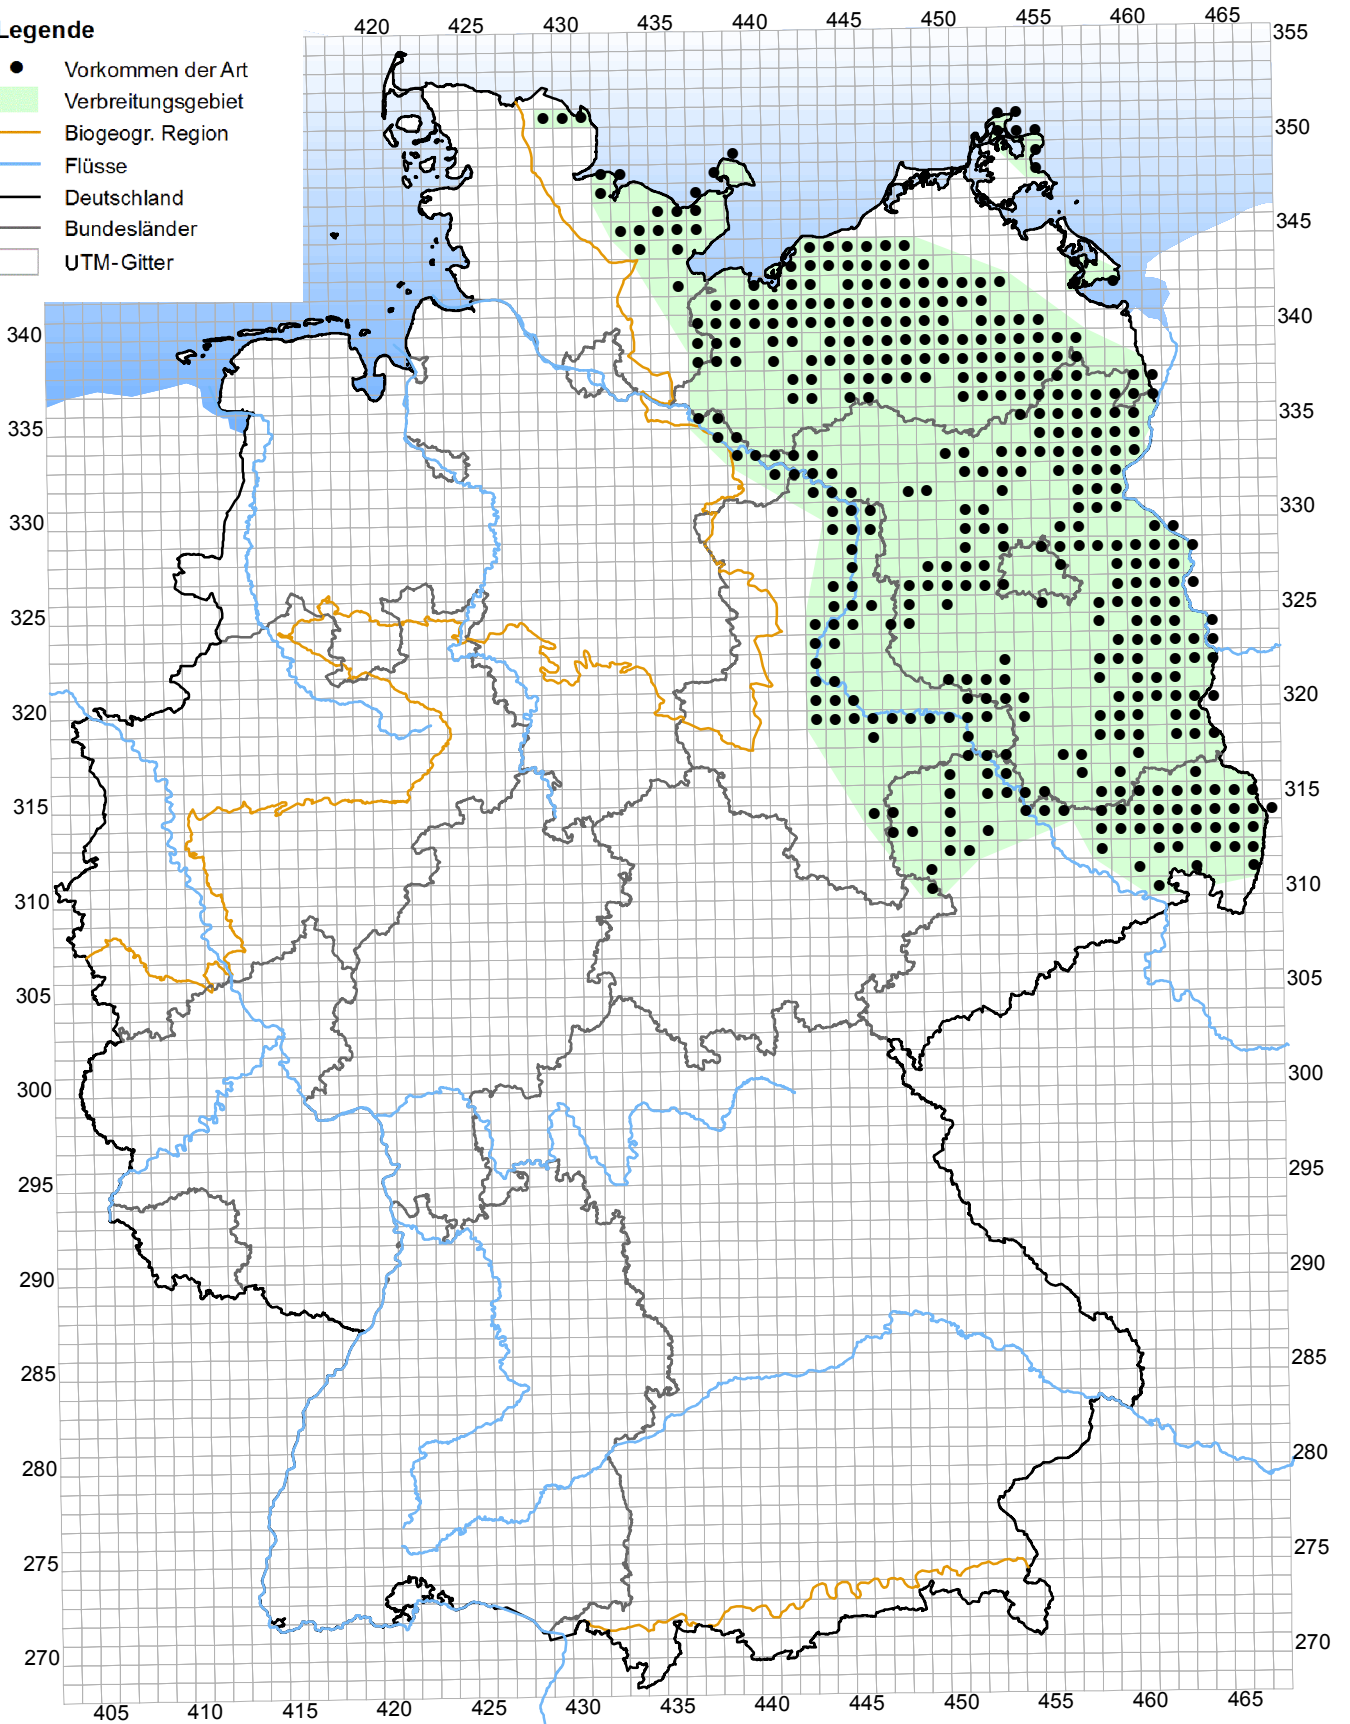 Legende
Vorkommen der Art
Verbreitungsgebiet
Biogeogr. Region
Flüsse
Deutschland
Bundesländer
UTM-Gitter
420 425 430 435 440 445 450 455 460 465
355
350
345
340 340
335 335
330 330
325 325
320 320
315 315
310 310
305 305
300 300
295 295
290 290
285 285
280 280
275 275
270 270
405 410 415 420 425 430 435 440 445 450 455 460 465